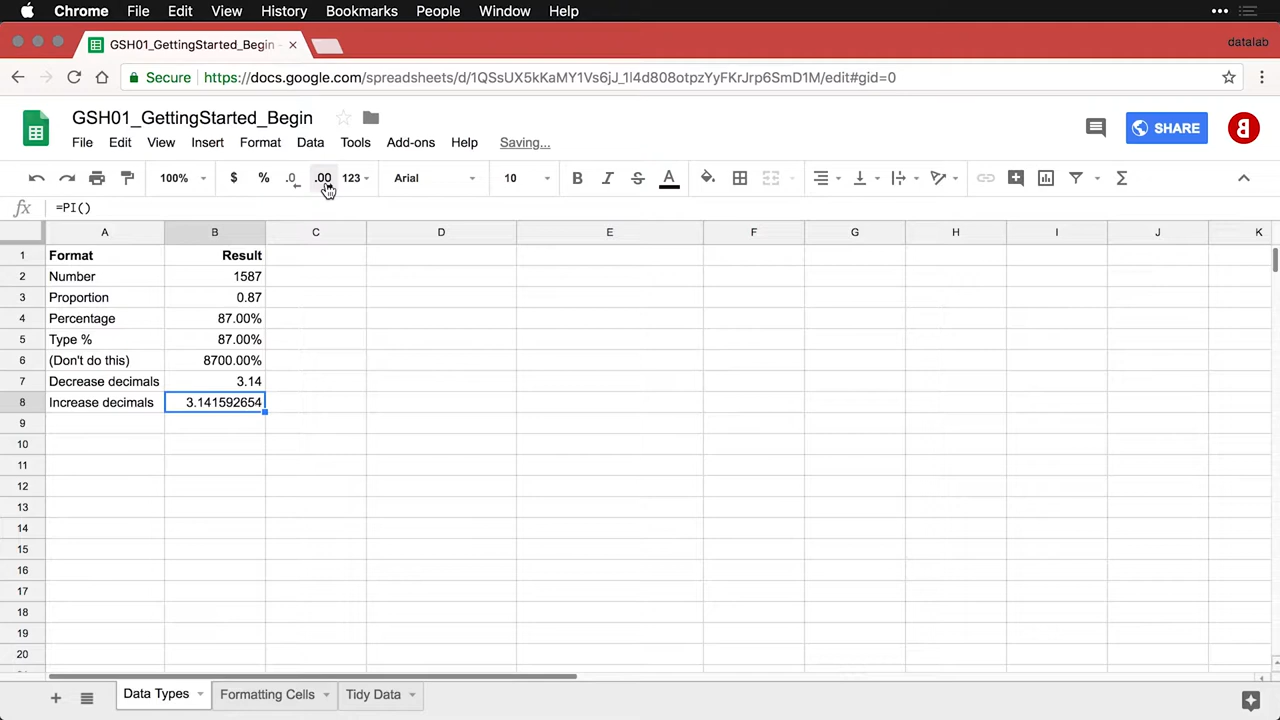 Chrome File Edit View History Bookmarks People Window Help
GSH01_GettingStarted_Begin - datalab
Secure https://docs.google.com/spreadsheets/d/1QSsUX5kKaMY1Vs6jJ_1l4d808otpzYyFKrJrp6SmD1M/edit#gid=0
GSH01_GettingStarted_Begin
SHARE
File Edit View Insert Format Data Tools Add-ons Help Saving...
100% $ % .0 .00 123 Arial 10 B I S A Σ
fx =PI()
A B C D E F G H I J K
1 Format Result
2 Number 1587
3 Proportion 0.87
4 Percentage 87.00%
5 Type % 87.00%
6 (Don't do this) 8700.00%
7 Decrease decimals 3.14
8 Increase decimals 3.141592654
9
10
11
12
13
14
15
16
17
18
19
20
+ Data Types Formatting Cells Tidy Data